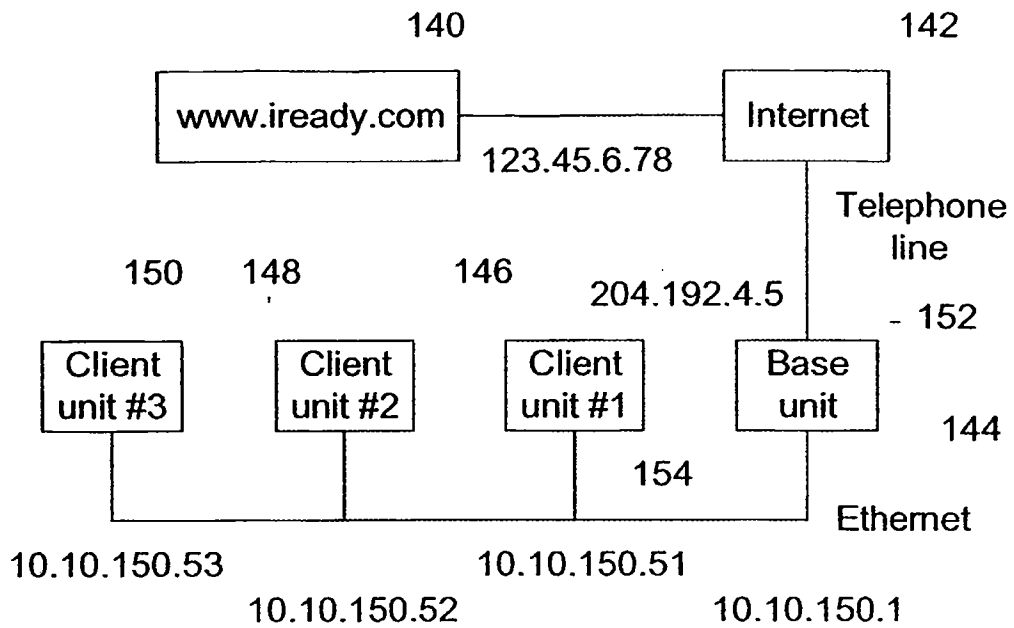 140
142
www.iready.com
Internet
123.45.6.78
Telephone
line
150
148
146
204.192.4.5
152
Client
unit #3
Client
unit #2
Client
unit #1
Base
unit
144
154
Ethernet
10.10.150.53
10.10.150.51
10.10.150.52
10.10.150.1